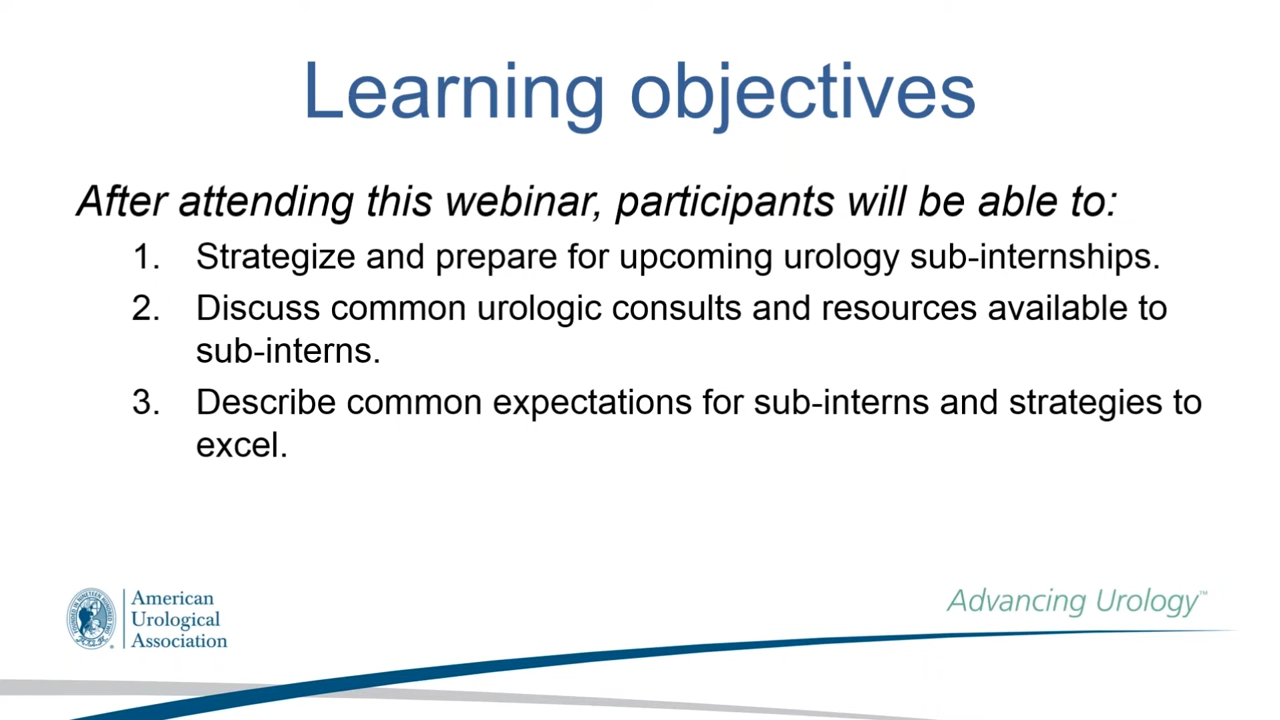 Learning objectives
After attending this webinar, participants will be able to:
1. Strategize and prepare for upcoming urology sub-internships.
2. Discuss common urologic consults and resources available to
sub-interns.
3. Describe common expectations for sub-interns and strategies to
excel.
American
Urological
Association
Advancing Urology™